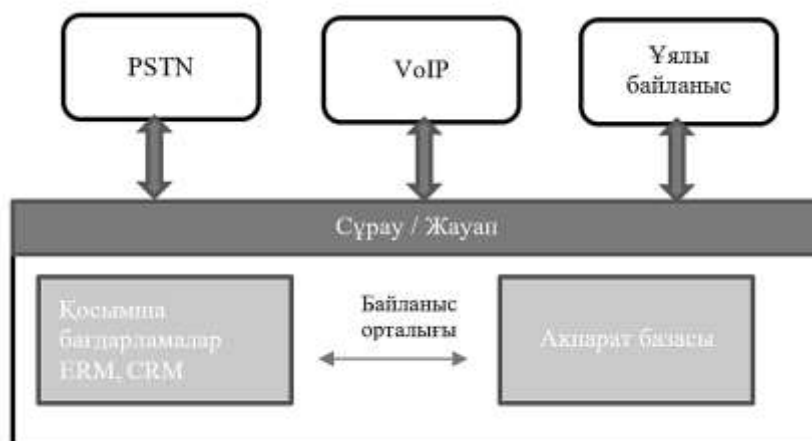 PSTN
VoIP
Ұялы
байланыс
Сұрау / Жауап
Қосымша
бағдарламалар
ERM, CRM
Байланыс
орталығы
Ақпарат базасы